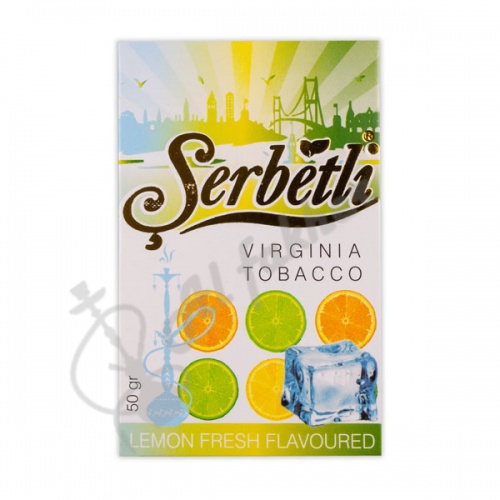 Şerbetli®
VIRGINIA
TOBACCO
50 gr
LEMON FRESH FLAVOURED